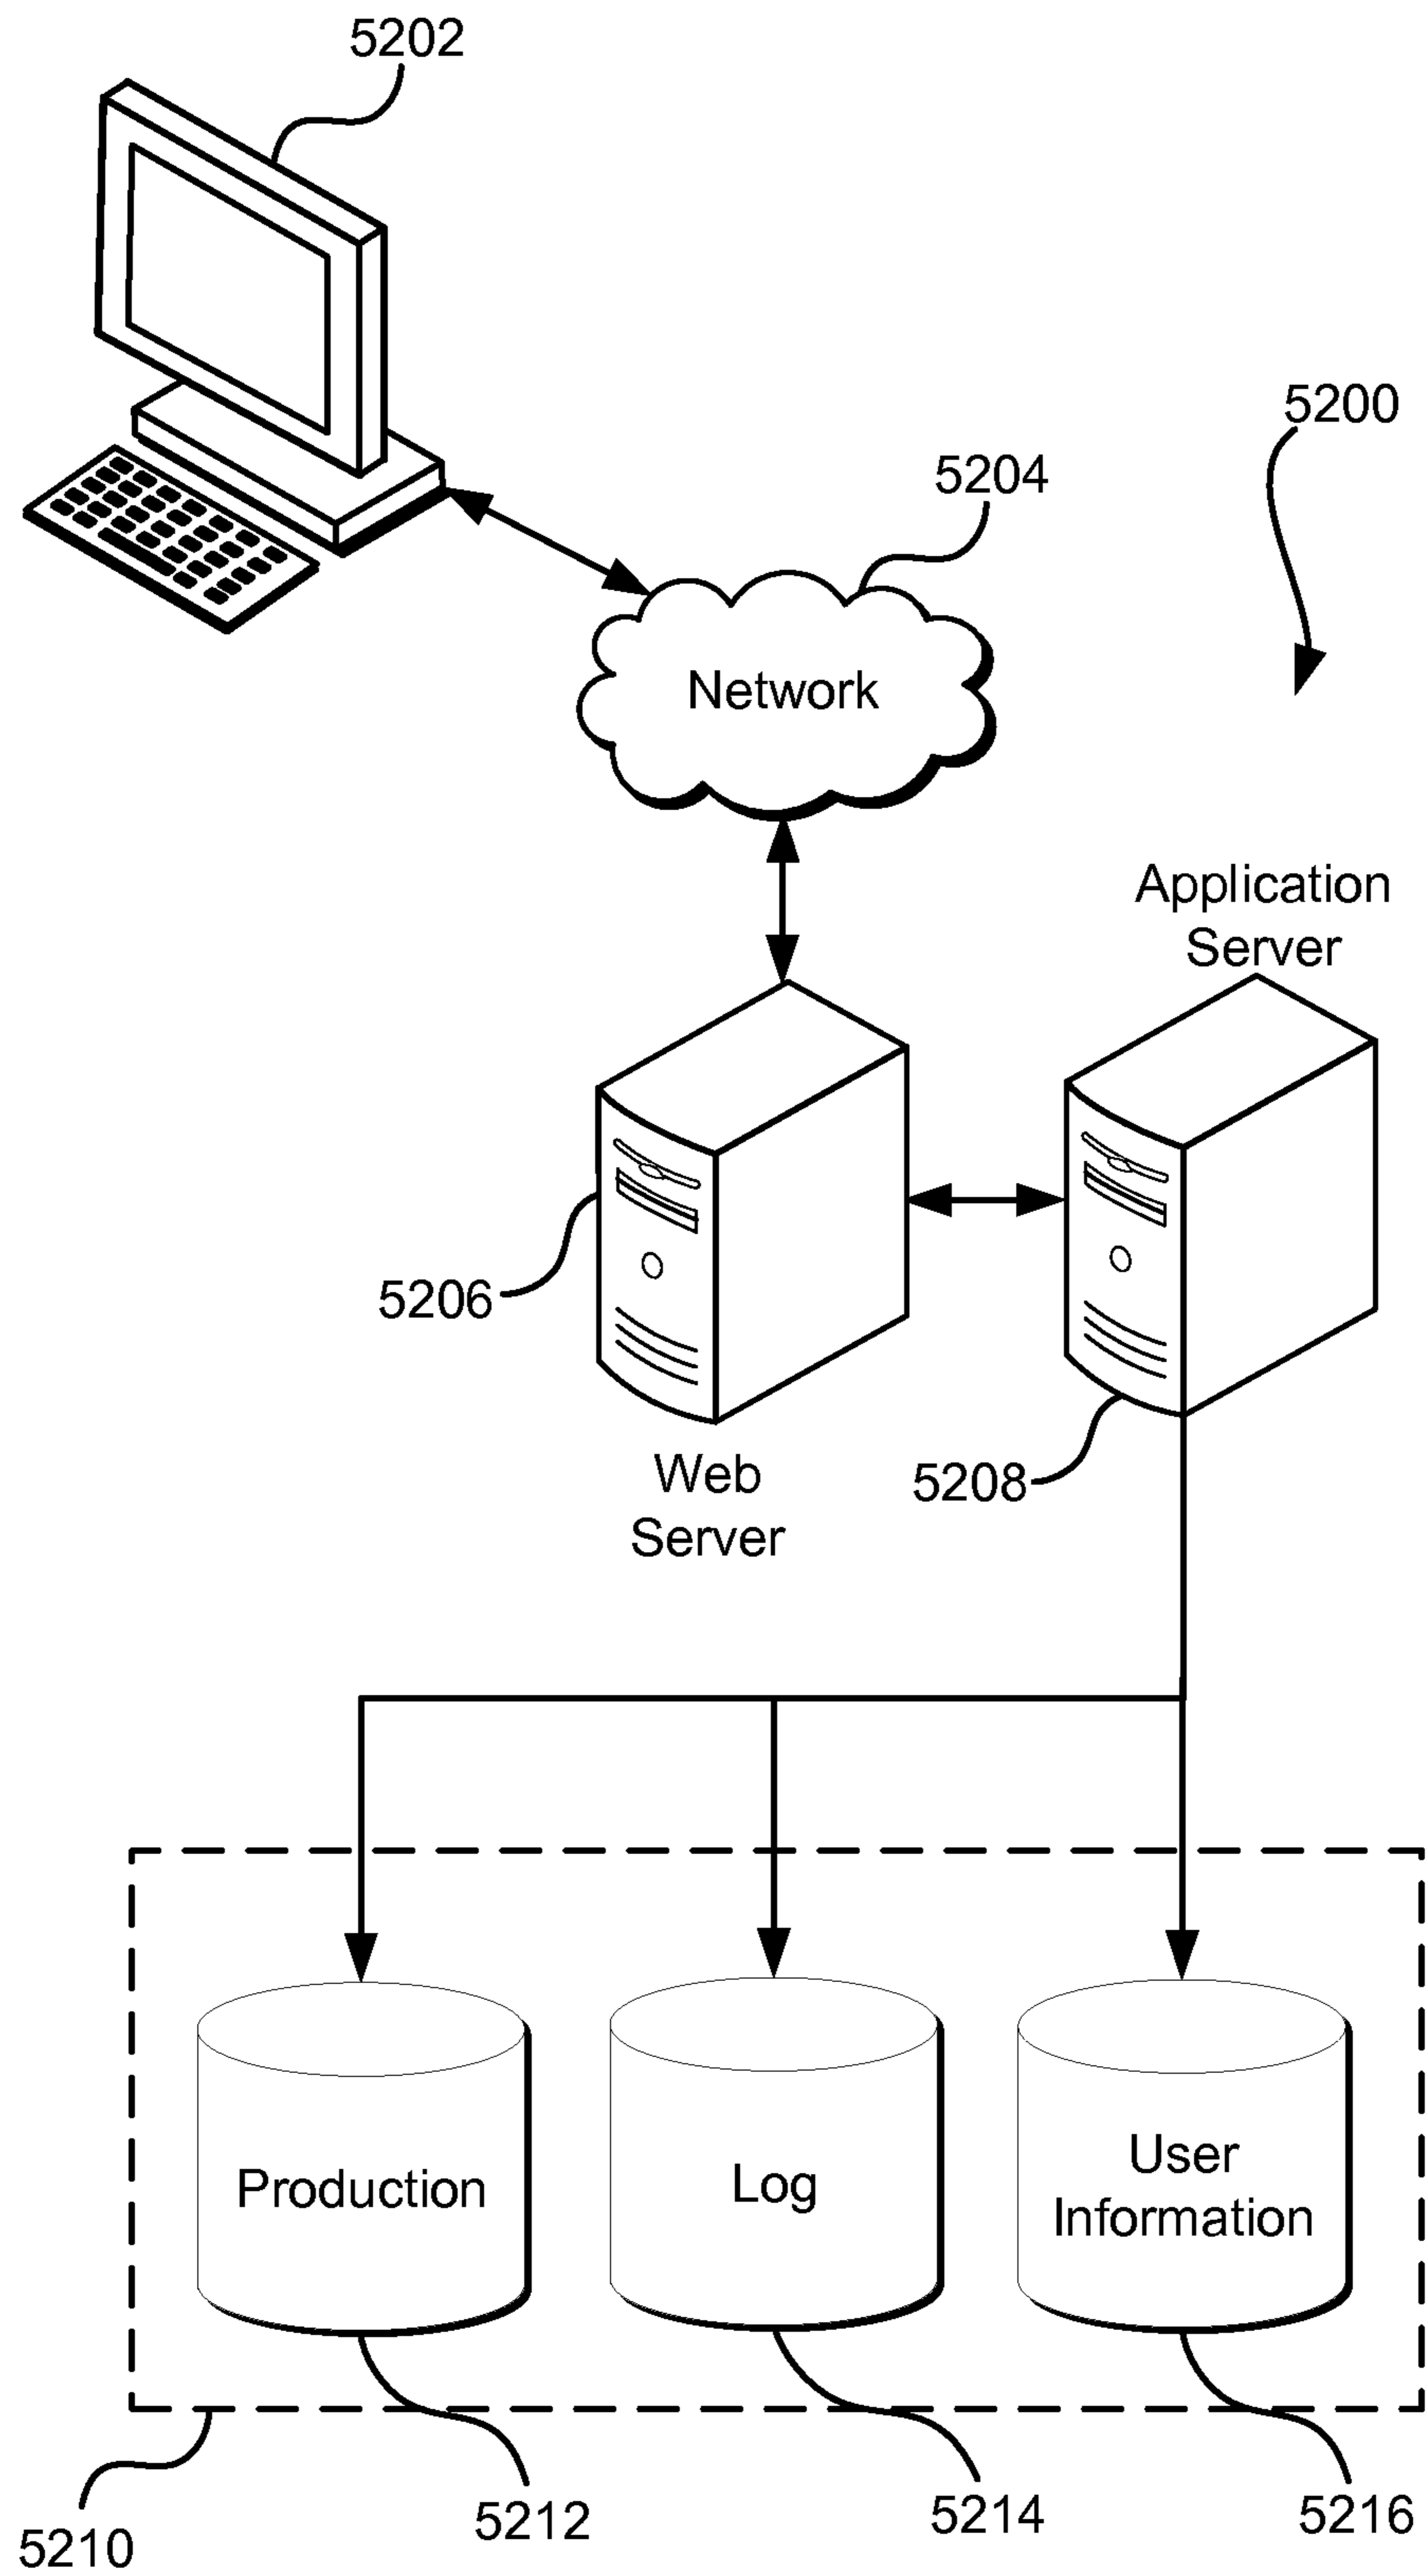 5202
5200
5204
Network
Application
Server
5206
Web
Server
5208
Production
Log
User
Information
5210
5212
5214
5216